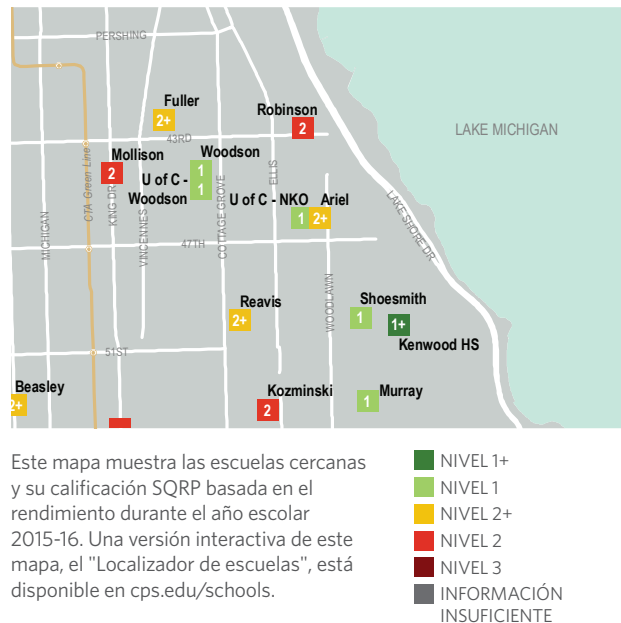 PERSHING
Fuller
2+
Robinson
2
LAKE MICHIGAN
43RD
Mollison
2
Woodson
1
U of C -
Woodson
1
CTA Green Line
KING DR
MICHIGAN
VINCENNES
COTTAGE GROVE
ELLIS
U of C - NKO
1
Ariel
2+
LAKE SHORE DR
47TH
WOODLAWN
Reavis
2+
Shoesmith
1
1+
Kenwood HS
51ST
Beasley
2+
Kozminski
2
Murray
1
Este mapa muestra las escuelas cercanas
y su calificación SQRP basada en el
rendimiento durante el año escolar
2015-16. Una versión interactiva de este
mapa, el "Localizador de escuelas", está
disponible en cps.edu/schools.
NIVEL 1+
NIVEL 1
NIVEL 2+
NIVEL 2
NIVEL 3
INFORMACIÓN
INSUFICIENTE